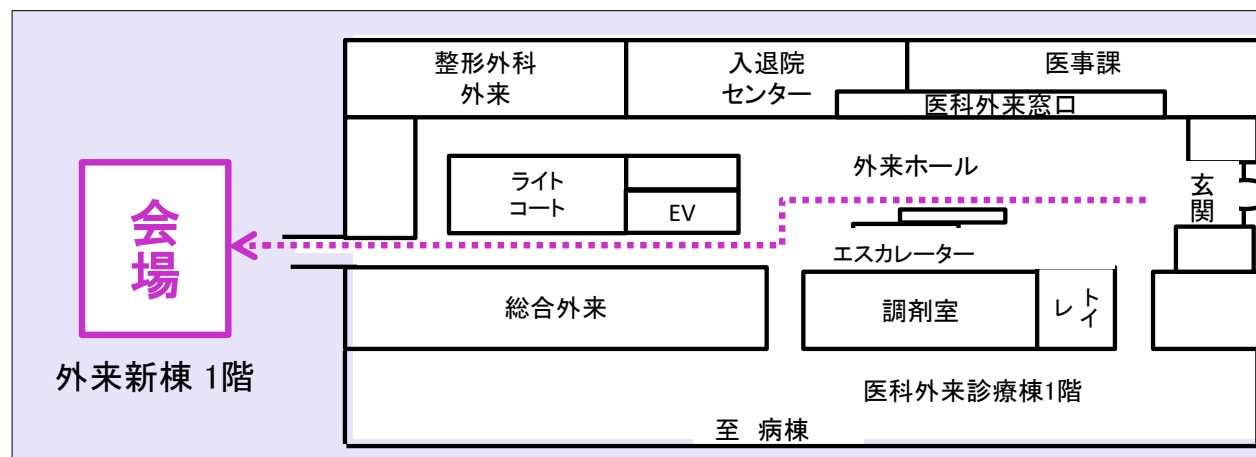 整形外科
外来
入退院
センター
医事課
医科外来窓口
外来ホール
玄関
ライト
コート
EV
会場
エスカレーター
総合外来
調剤室
トイレ
外来新棟 1階
医科外来診療棟1階
至 病棟